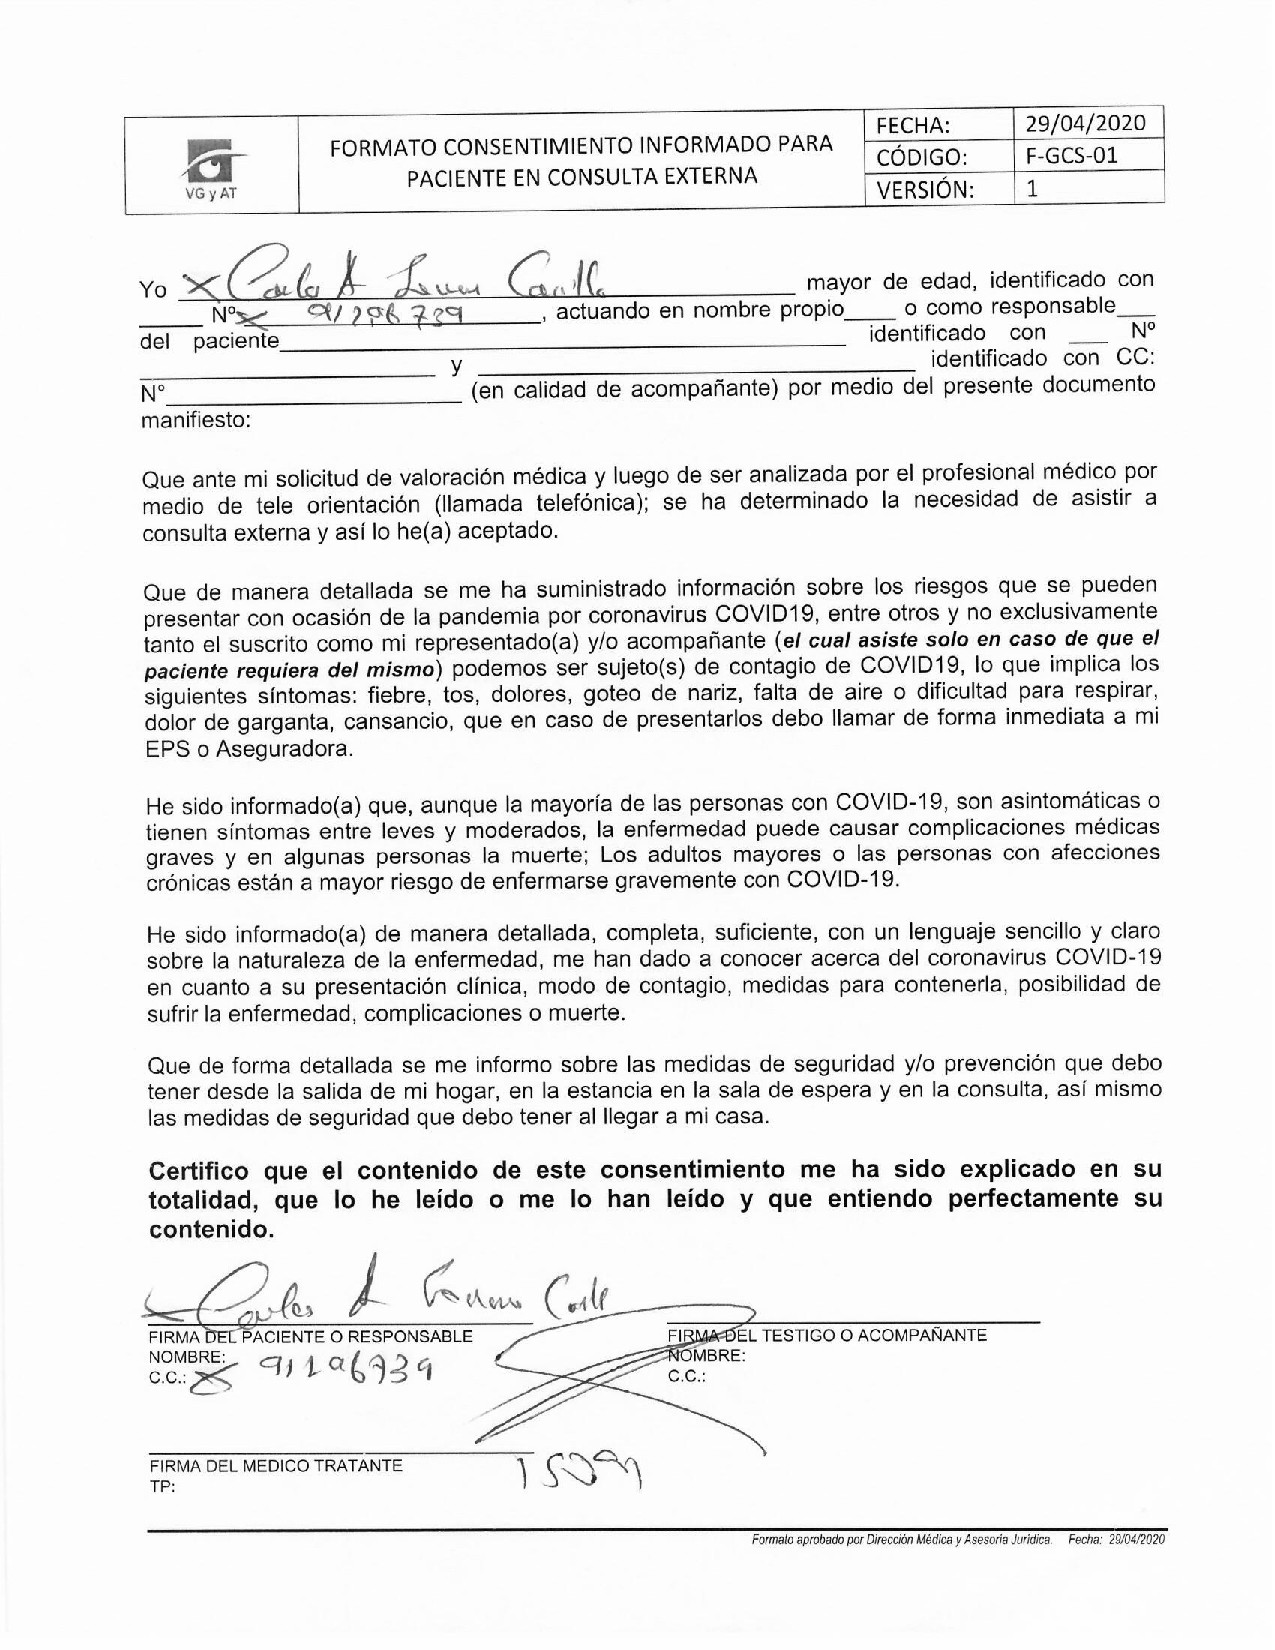 VG y AT
FORMATO CONSENTIMIENTO INFORMADO PARA
PACIENTE EN CONSULTA EXTERNA
FECHA: 29/04/2020
CÓDIGO: F-GCS-01
VERSIÓN: 1
Yo X Carlos A mayor de edad, identificado con
_____ Nº X , actuando en nombre propio____ o como responsable___
del paciente____ identificado con ___ Nº
____ y ____ identificado con CC:
Nº____ (en calidad de acompañante) por medio del presente documento
manifiesto:
Que ante mi solicitud de valoración médica y luego de ser analizada por el profesional médico por
medio de tele orientación (llamada telefónica); se ha determinado la necesidad de asistir a
consulta externa y así lo he(a) aceptado.
Que de manera detallada se me ha suministrado información sobre los riesgos que se pueden
presentar con ocasión de la pandemia por coronavirus COVID19, entre otros y no exclusivamente
tanto el suscrito como mi representado(a) y/o acompañante (el cual asiste solo en caso de que el
paciente requiera del mismo) podemos ser sujeto(s) de contagio de COVID19, lo que implica los
siguientes síntomas: fiebre, tos, dolores, goteo de nariz, falta de aire o dificultad para respirar,
dolor de garganta, cansancio, que en caso de presentarlos debo llamar de forma inmediata a mi
EPS o Aseguradora.
He sido informado(a) que, aunque la mayoría de las personas con COVID-19, son asintomáticas o
tienen síntomas entre leves y moderados, la enfermedad puede causar complicaciones médicas
graves y en algunas personas la muerte; Los adultos mayores o las personas con afecciones
crónicas están a mayor riesgo de enfermarse gravemente con COVID-19.
He sido informado(a) de manera detallada, completa, suficiente, con un lenguaje sencillo y claro
sobre la naturaleza de la enfermedad, me han dado a conocer acerca del coronavirus COVID-19
en cuanto a su presentación clínica, modo de contagio, medidas para contenerla, posibilidad de
sufrir la enfermedad, complicaciones o muerte.
Que de forma detallada se me informo sobre las medidas de seguridad y/o prevención que debo
tener desde la salida de mi hogar, en la estancia en la sala de espera y en la consulta, así mismo
las medidas de seguridad que debo tener al llegar a mi casa.
Certifico que el contenido de este consentimiento me ha sido explicado en su
totalidad, que lo he leído o me lo han leído y que entiendo perfectamente su
contenido.
Carlos A
FIRMA DEL PACIENTE O RESPONSABLE FIRMA DEL TESTIGO O ACOMPAÑANTE
NOMBRE: NOMBRE:
C.C.: X 91296739 C.C.:
FIRMA DEL MEDICO TRATANTE
TP:
Formato aprobado por Dirección Médica y Asesoría Jurídica. Fecha: 29/04/2020